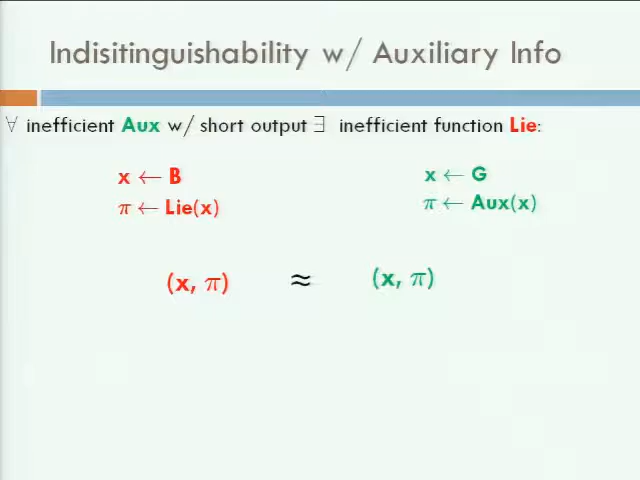 Indisitinguishability w/ Auxiliary Info
∀ inefficient Aux w/ short output ∃ inefficient function Lie:
x ← B
x ← G
π ← Lie(x)
π ← Aux(x)
(x, π) ≈ (x, π)